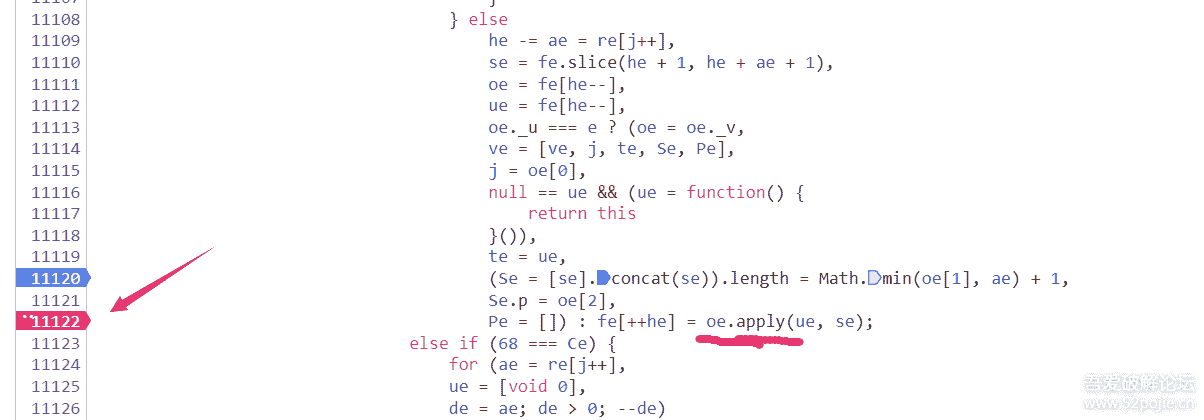 11107 }
11108 } else
11109 he -= ae = re[j++],
11110 se = fe.slice(he + 1, he + ae + 1),
11111 oe = fe[he--],
11112 ue = fe[he--],
11113 oe._u === e ? (oe = oe._v,
11114 ve = [ve, j, te, Se, Pe],
11115 j = oe[0],
11116 null == ue && (ue = function() {
11117 return this
11118 }()),
11119 te = ue,
11120 (Se = [se].concat(se)).length = Math.min(oe[1], ae) + 1,
11121 Se.p = oe[2],
11122 Pe = []) : fe[++he] = oe.apply(ue, se);
11123 else if (68 === Ce) {
11124 for (ae = re[j++],
11125 ue = [void 0],
11126 de = ae; de > 0; --de)
吾爱破解论坛
www.52pojie.cn